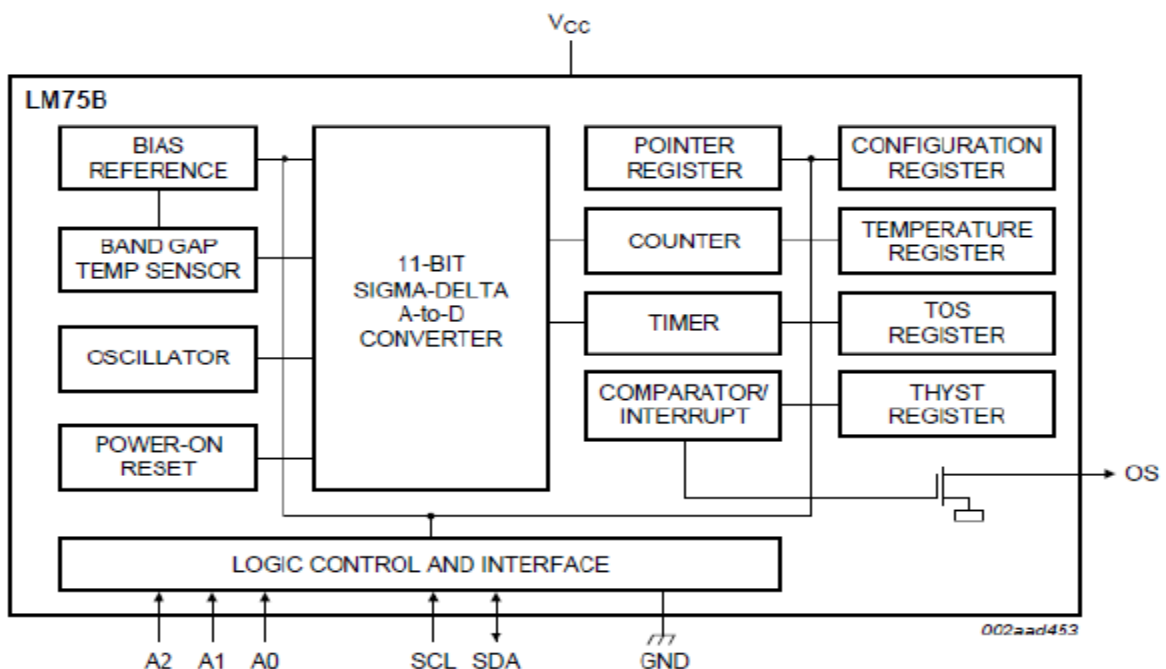 VCC
LM75B
BIAS
REFERENCE
BAND GAP
TEMP SENSOR
OSCILLATOR
POWER-ON
RESET
11-BIT
SIGMA-DELTA
A-to-D
CONVERTER
POINTER
REGISTER
COUNTER
TIMER
COMPARATOR/
INTERRUPT
CONFIGURATION
REGISTER
TEMPERATURE
REGISTER
TOS
REGISTER
THYST
REGISTER
OS
LOGIC CONTROL AND INTERFACE
002aad453
A2 A1 A0 SCL SDA GND